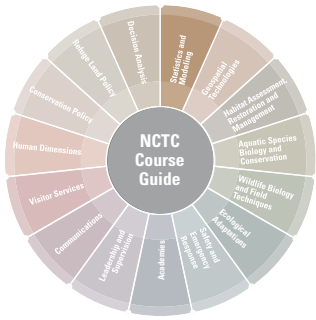 NCTC
Course
Guide
Statistics and
Modeling
Geospatial
Technologies
Habitat Assessment,
Restoration and
Management
Aquatic Species
Biology and
Conservation
Wildlife Biology
and Field
Techniques
Ecological
Adaptations
Safety and
Emergency
Response
Academies
Leadership and
Supervision
Communications
Visitor Services
Human Dimensions
Conservation Policy
Refuge Land Policy
Decision Analysis